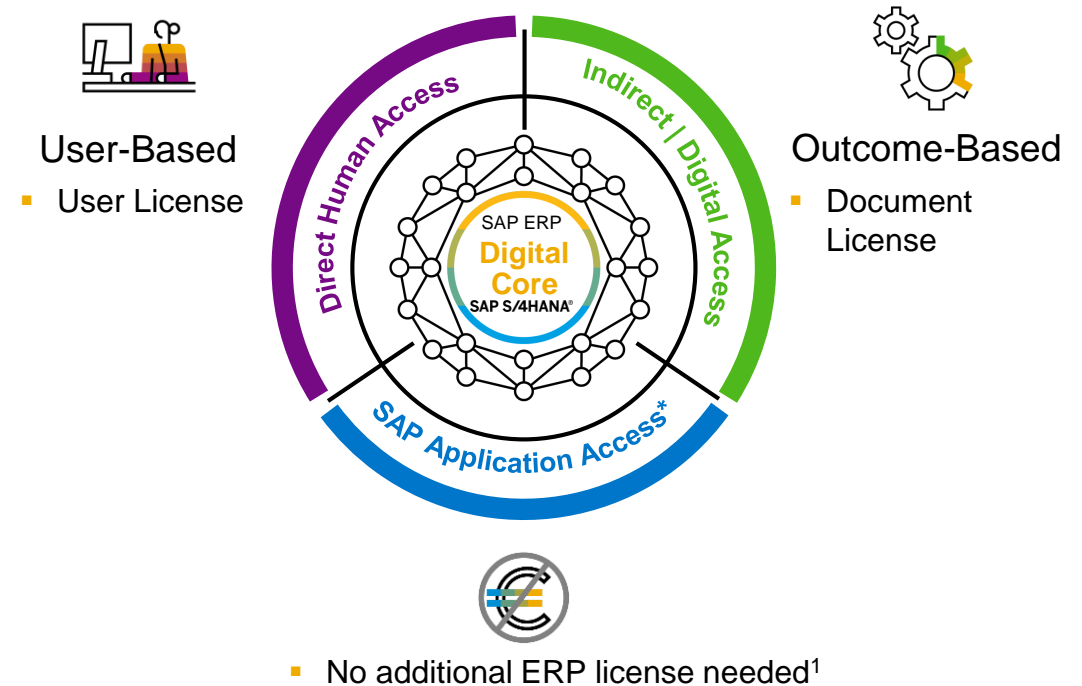 User-Based
▪ User License
Direct Human Access
Indirect | Digital Access
Outcome-Based
▪ Document
License
SAP ERP
Digital
Core
SAP S/4HANA®
SAP Application Access*
▪ No additional ERP license needed¹